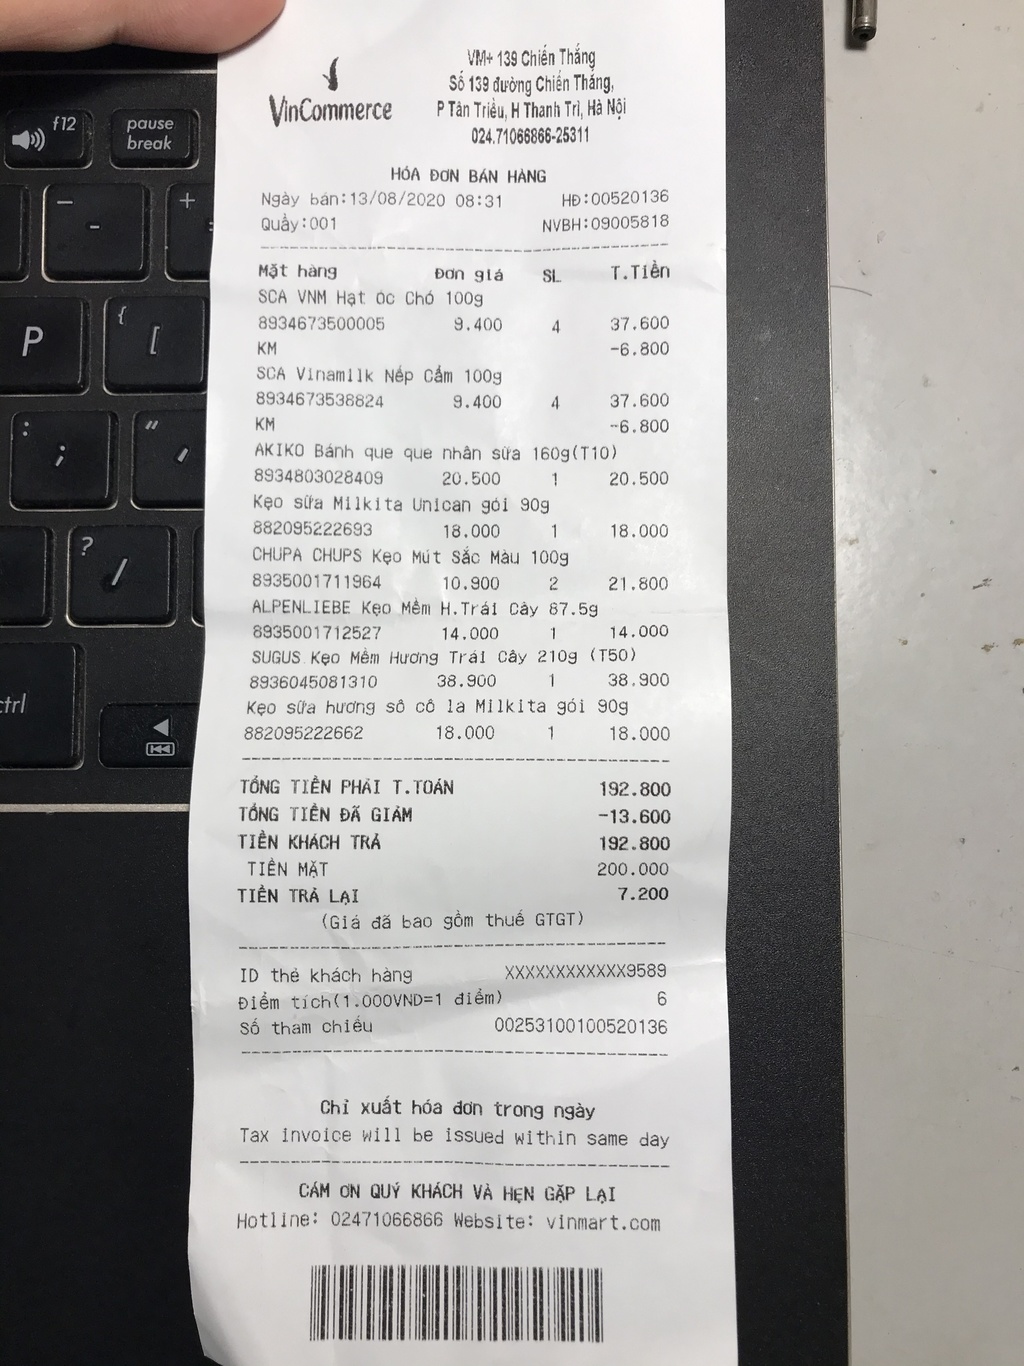 VinCommerce
VM+ 139 Chiến Thắng
Số 139 đường Chiến Thắng,
P Tân Triều, H Thanh Trì, Hà Nội
024.71066866-25311
HÓA ĐƠN BÁN HÀNG
Ngày bán:13/08/2020 08:31 HĐ:00520136
Quầy:001 NVBH:09005818
Mặt hàng Đơn giá SL T.Tiền
SCA VNM Hạt óc Chó 100g
8934673500005 9.400 4 37.600
KM -6.800
SCA Vinamilk Nếp Cẩm 100g
8934673538824 9.400 4 37.600
KM -6.800
AKIKO Bánh que que nhân sữa 160g(T10)
8934803028409 20.500 1 20.500
Kẹo sữa Milkita Unican gói 90g
882095222693 18.000 1 18.000
CHUPA CHUPS Kẹo Mút Sắc Màu 100g
8935001711964 10.900 2 21.800
ALPENLIEBE Kẹo Mềm H.Trái Cây 87.5g
8935001712527 14.000 1 14.000
SUGUS Kẹo Mềm Hương Trái Cây 210g (T50)
8936045081310 38.900 1 38.900
Kẹo sữa hương sô cô la Milkita gói 90g
882095222662 18.000 1 18.000
TỔNG TIỀN PHẢI T.TOÁN 192.800
TỔNG TIỀN ĐÃ GIẢM -13.600
TIỀN KHÁCH TRẢ 192.800
TIỀN MẶT 200.000
TIỀN TRẢ LẠI 7.200
(Giá đã bao gồm thuế GTGT)
ID thẻ khách hàng XXXXXXXXXXXX9589
Điểm tích(1.000VND=1 điểm) 6
Số tham chiếu 00253100100520136
Chỉ xuất hóa đơn trong ngày
Tax invoice will be issued within same day
CÁM ƠN QUÝ KHÁCH VÀ HẸN GẶP LẠI
Hotline: 02471066866 Website: vinmart.com
f12
pause
break
P
{
[
:
;
"
?
/
ctrl